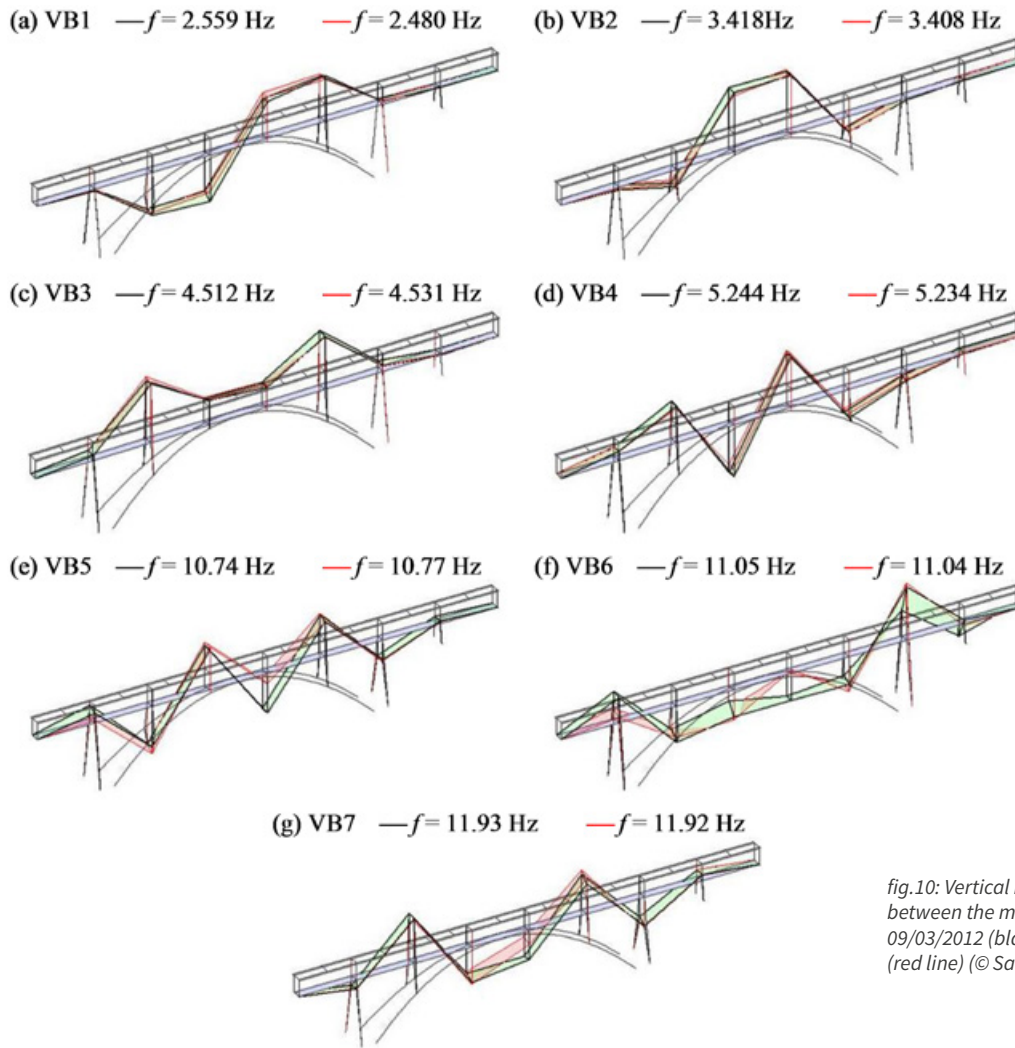 (a) VB1 — f = 2.559 Hz — f = 2.480 Hz
(b) VB2 — f = 3.418Hz — f = 3.408 Hz
(c) VB3 — f = 4.512 Hz — f = 4.531 Hz
(d) VB4 — f = 5.244 Hz — f = 5.234 Hz
(e) VB5 — f = 10.74 Hz — f = 10.77 Hz
(f) VB6 — f = 11.05 Hz — f = 11.04 Hz
(g) VB7 — f = 11.93 Hz — f = 11.92 Hz
fig.10: Vertical
between the m
09/03/2012 (bla
(red line) (© Sa